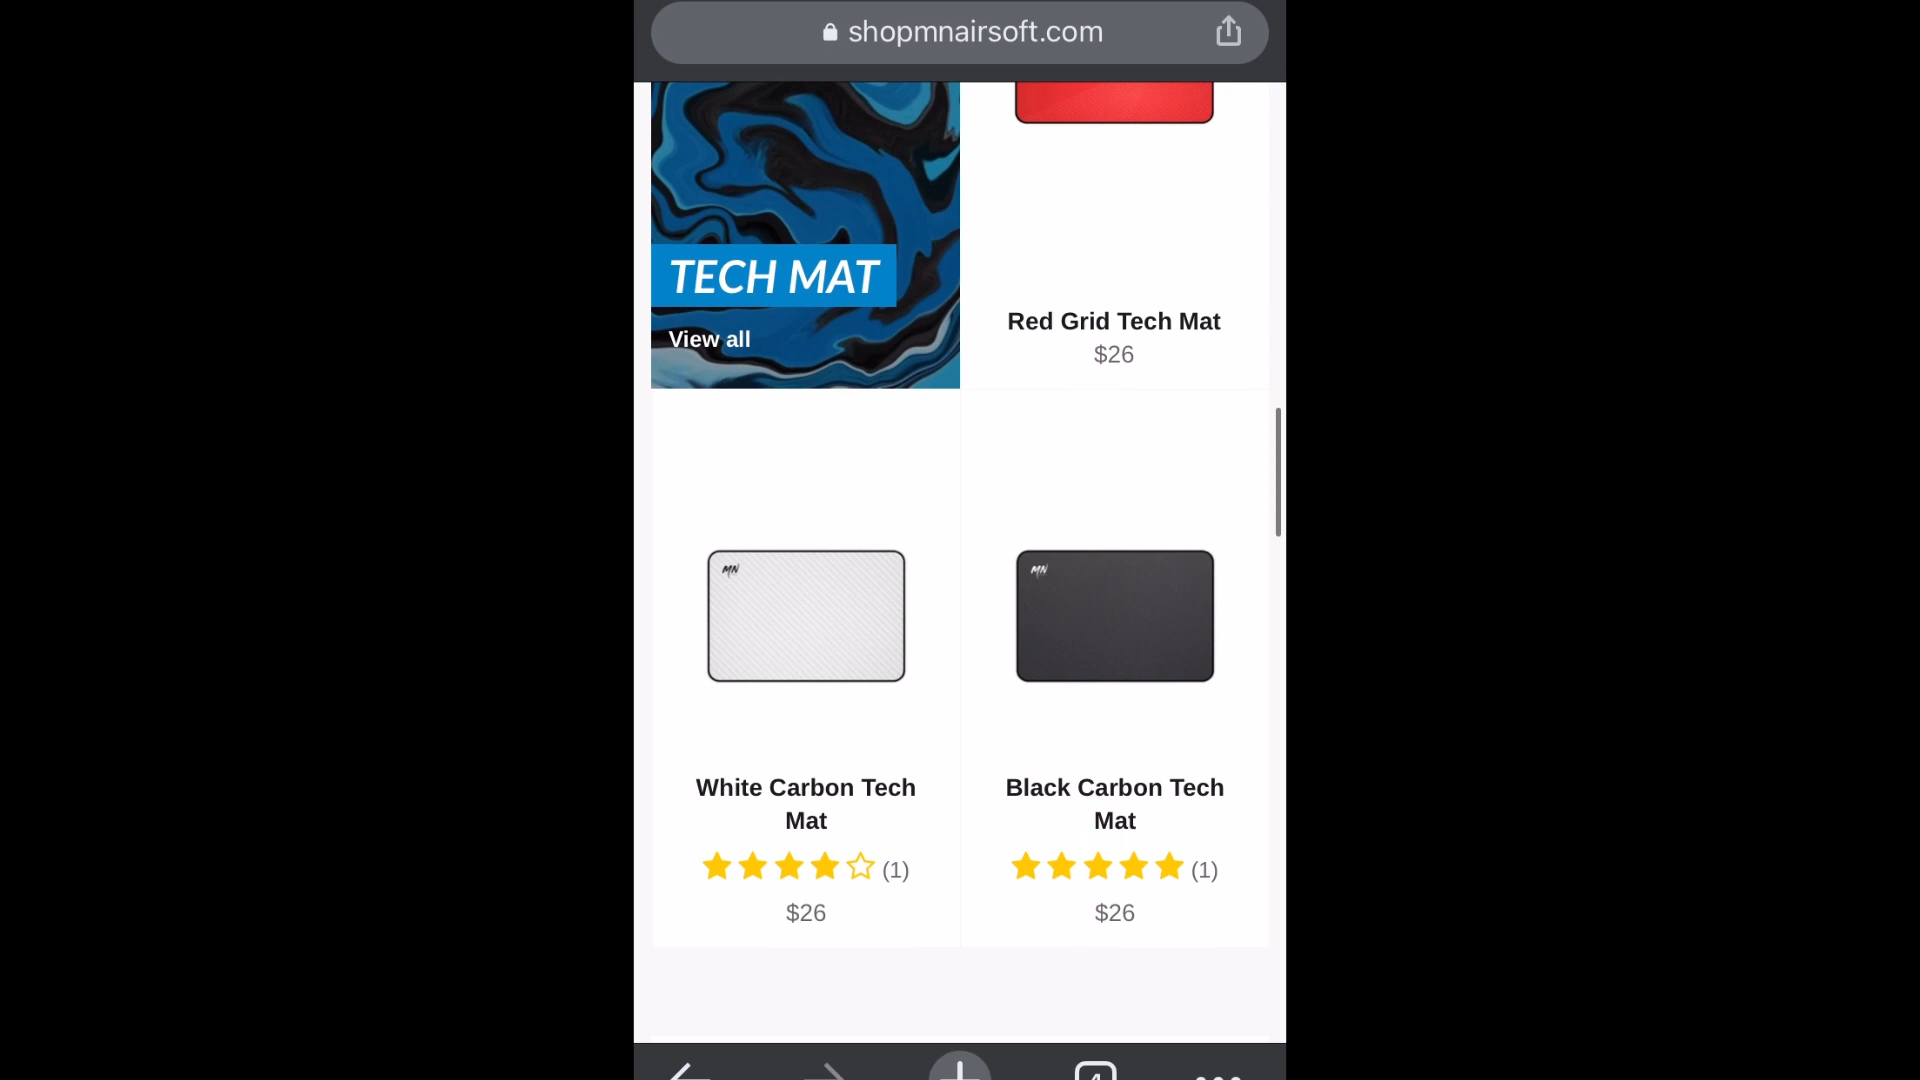 shopmnairsoft.com
TECH MAT
View all
Red Grid Tech Mat
$26
MN
White Carbon Tech
Mat
(1)
$26
MN
Black Carbon Tech
Mat
(1)
$26